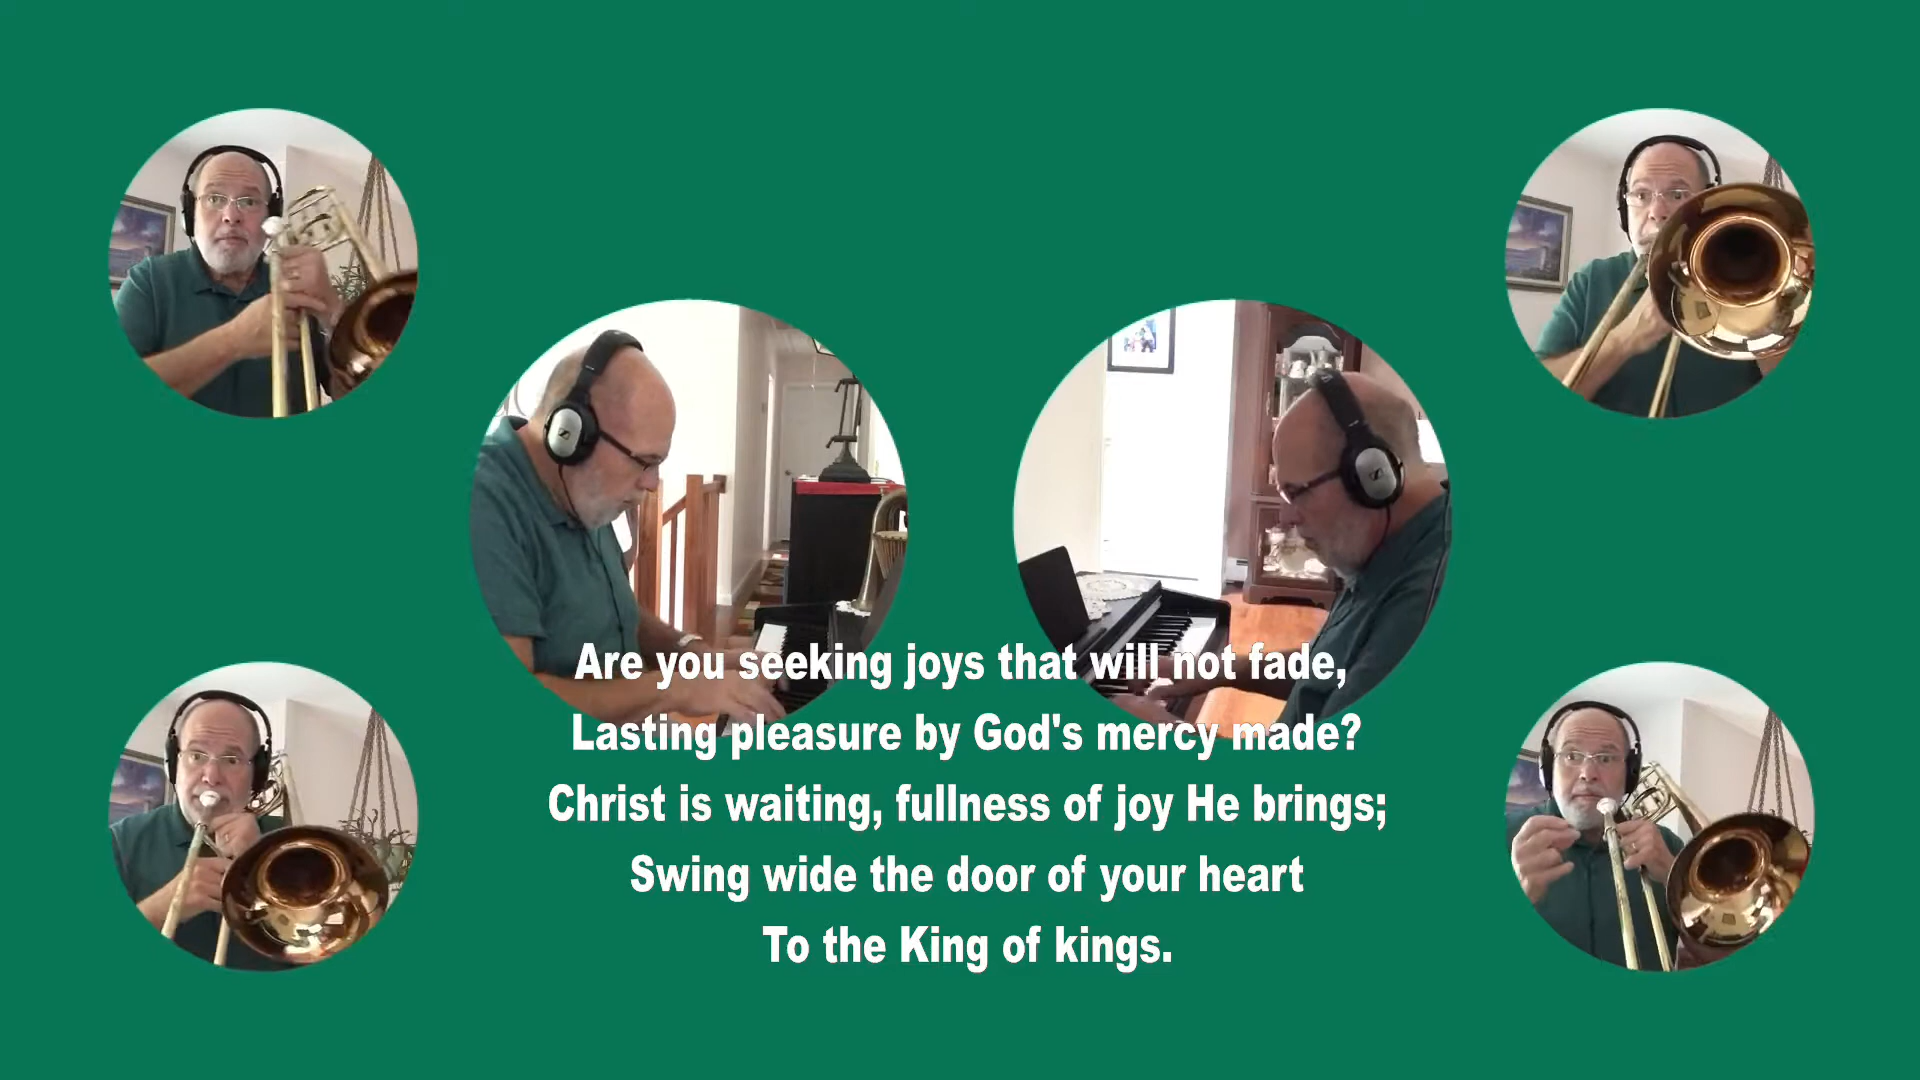 Are you seeking joys that will not fade,
Lasting pleasure by God's mercy made?
Christ is waiting, fullness of joy He brings;
Swing wide the door of your heart
To the King of kings.